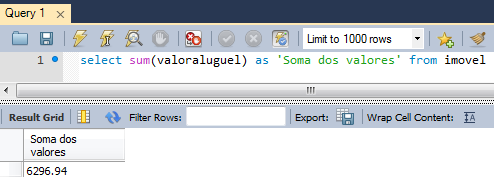 Query 1 ×
Limit to 1000 rows
1 select sum(valoraluguel) as 'Soma dos valores' from imovel
Result Grid Filter Rows: Export: Wrap Cell Content:
Soma dos
valores
6296.94